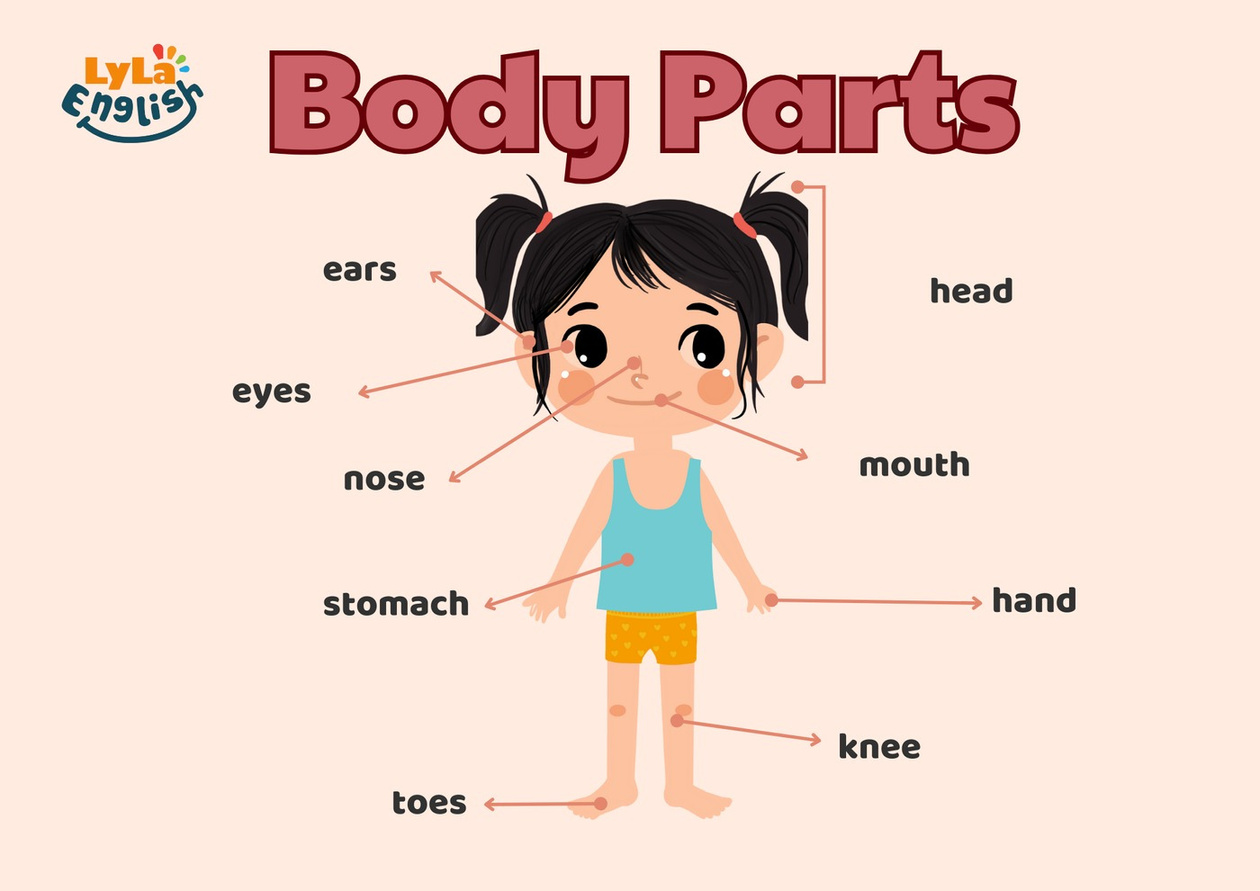 LyLa
English
Body Parts
ears
head
eyes
mouth
nose
stomach
hand
knee
toes